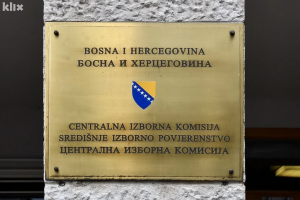 klix
BOSNA I HERCEGOVINA
БОСНА И ХЕРЦЕГОВИНА
CENTRALNA IZBORNA KOMISIJA
SREDIŠNJE IZBORNO POVJERENSTVO
ЦЕНТРАЛНА ИЗБОРНА КОМИСИЈА